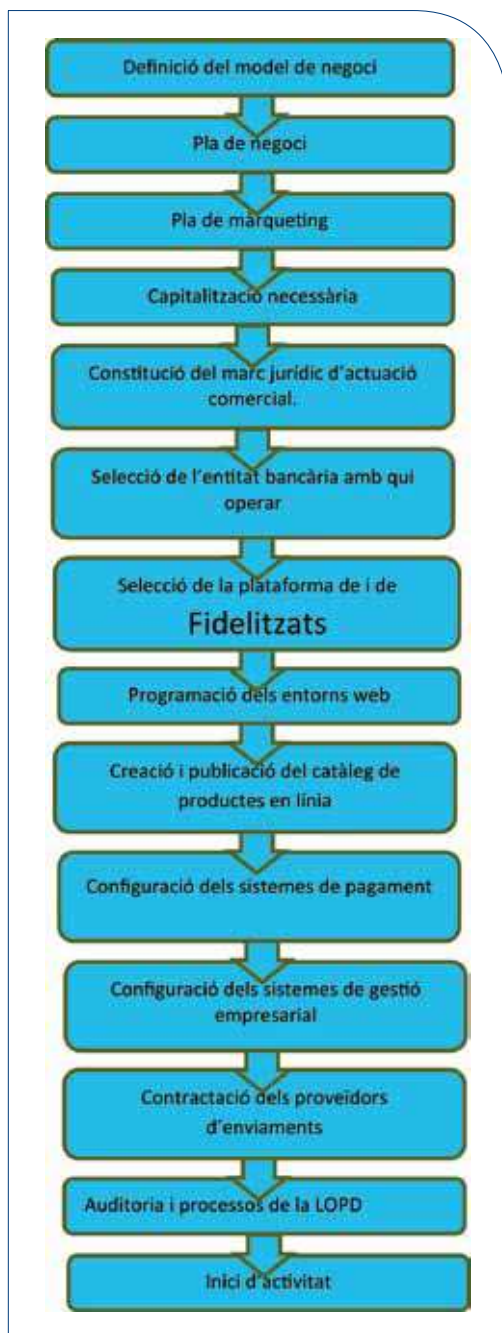 Definició del model de negoci
Pla de negoci
Pla de màrqueting
Capitalització necessària
Constitució del marc jurídic d'actuació
comercial.
Selecció de l'entitat bancària amb qui
operar
Selecció de la plataforma de i de
Fidelitzats
Programació dels entorns web
Creació i publicació del catàleg de
productes en línia
Configuració dels sistemes de pagament
Configuració dels sistemes de gestió
empresarial
Contractació dels proveïdors
d'enviaments
Auditoria i processos de la LOPD
Inici d'activitat